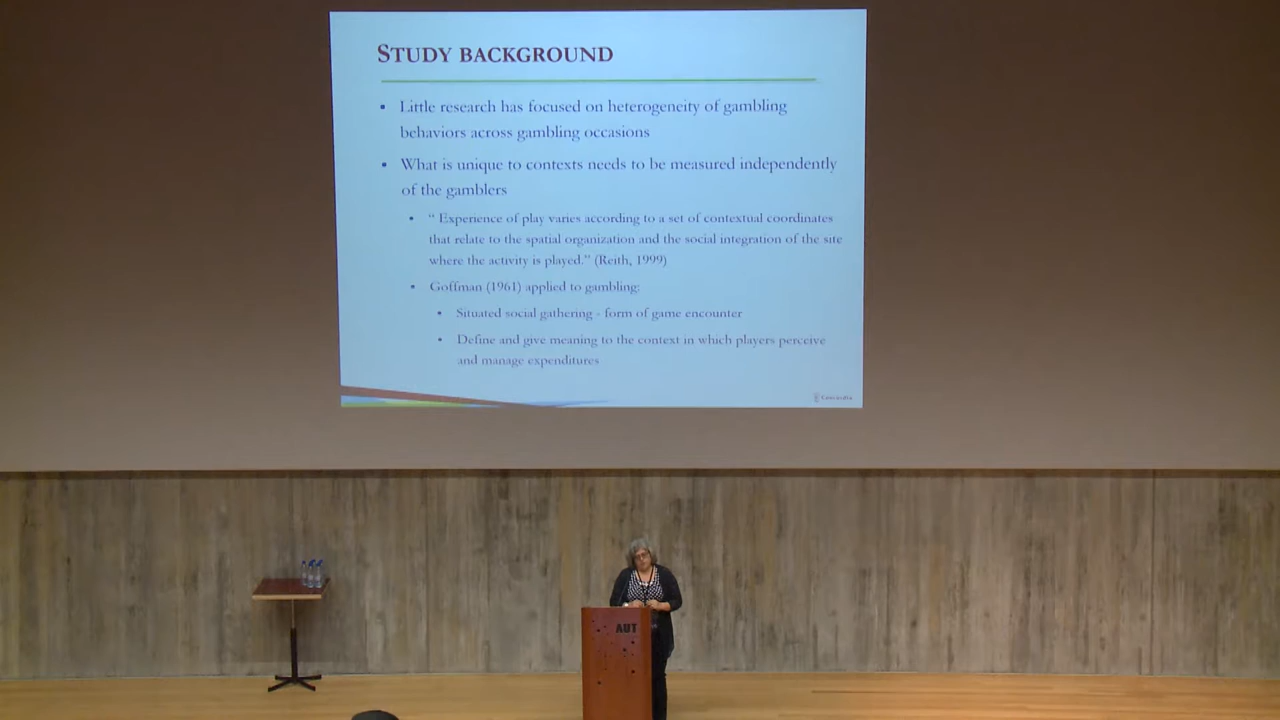 STUDY BACKGROUND
▪ Little research has focused on heterogeneity of gambling
behaviors across gambling occasions
▪ What is unique to contexts needs to be measured independently
of the gamblers
▪ “ Experience of play varies according to a set of contextual coordinates
that relate to the spatial organization and the social integration of the site
where the activity is played.” (Reith, 1999)
▪ Goffman (1961) applied to gambling:
▪ Situated social gathering - form of game encounter
▪ Define and give meaning to the context in which players perceive
and manage expenditures
Concordia
AUT